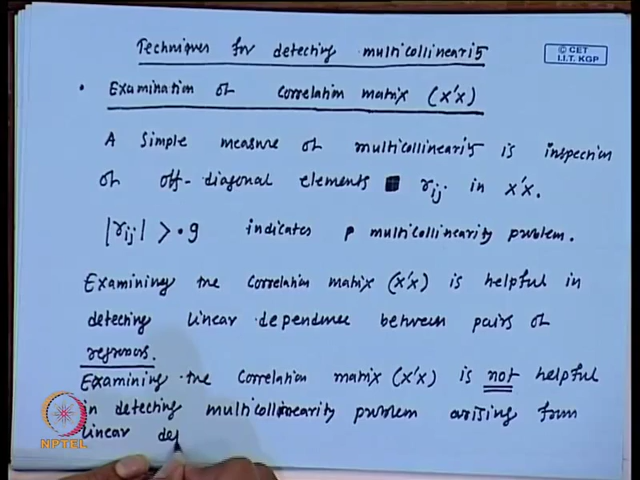 Techniques for detecting multicollinearity
© CET
I.I.T. KGP
• Examination of Correlation matrix (X'X)
A simple measure of multicollinearity is inspection
of off-diagonal elements rij in X'X.
|rij| > .9 indicates multicollinearity problem.
Examining the correlation matrix (X'X) is helpful in
detecting linear dependence between pairs of
regressors.
Examining the correlation matrix (X'X) is not helpful
in detecting multicollinearity problem arising form
linear de
NPTEL